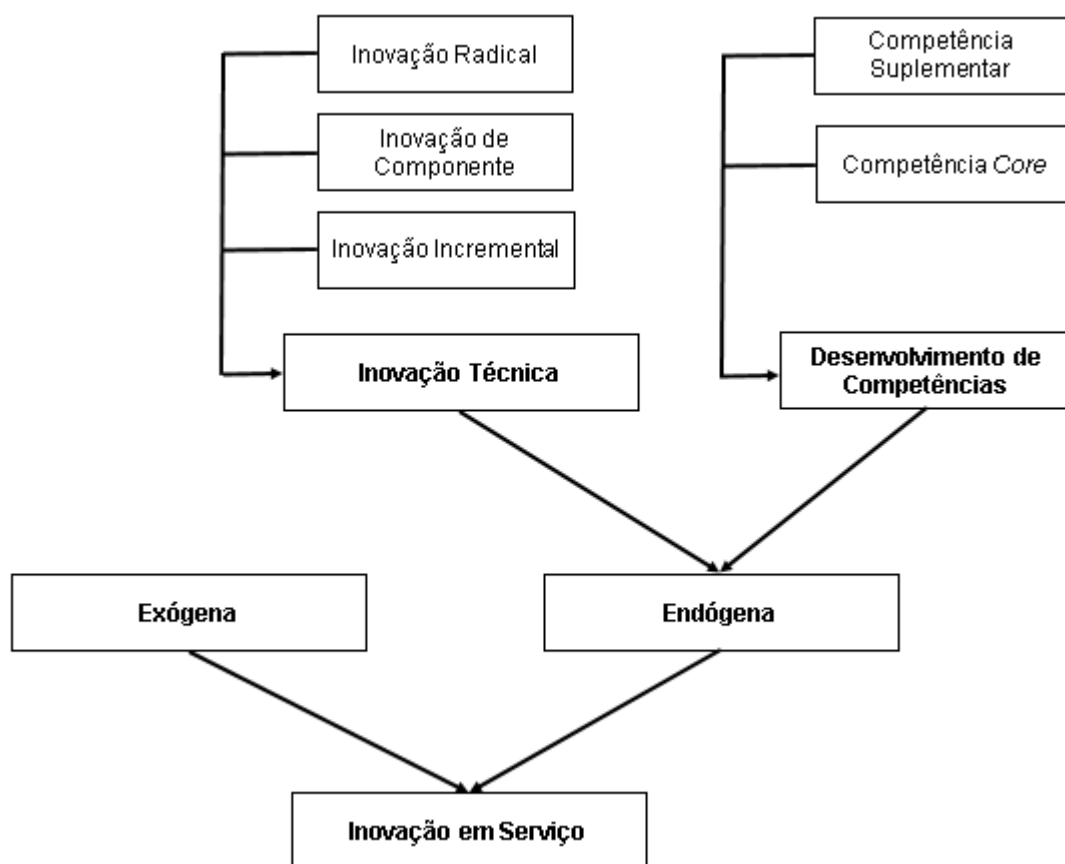 Inovação Radical
Inovação de
Componente
Inovação Incremental
Inovação Técnica
Competência
Suplementar
Competência Core
Desenvolvimento de
Competências
Exógena
Endógena
Inovação em Serviço